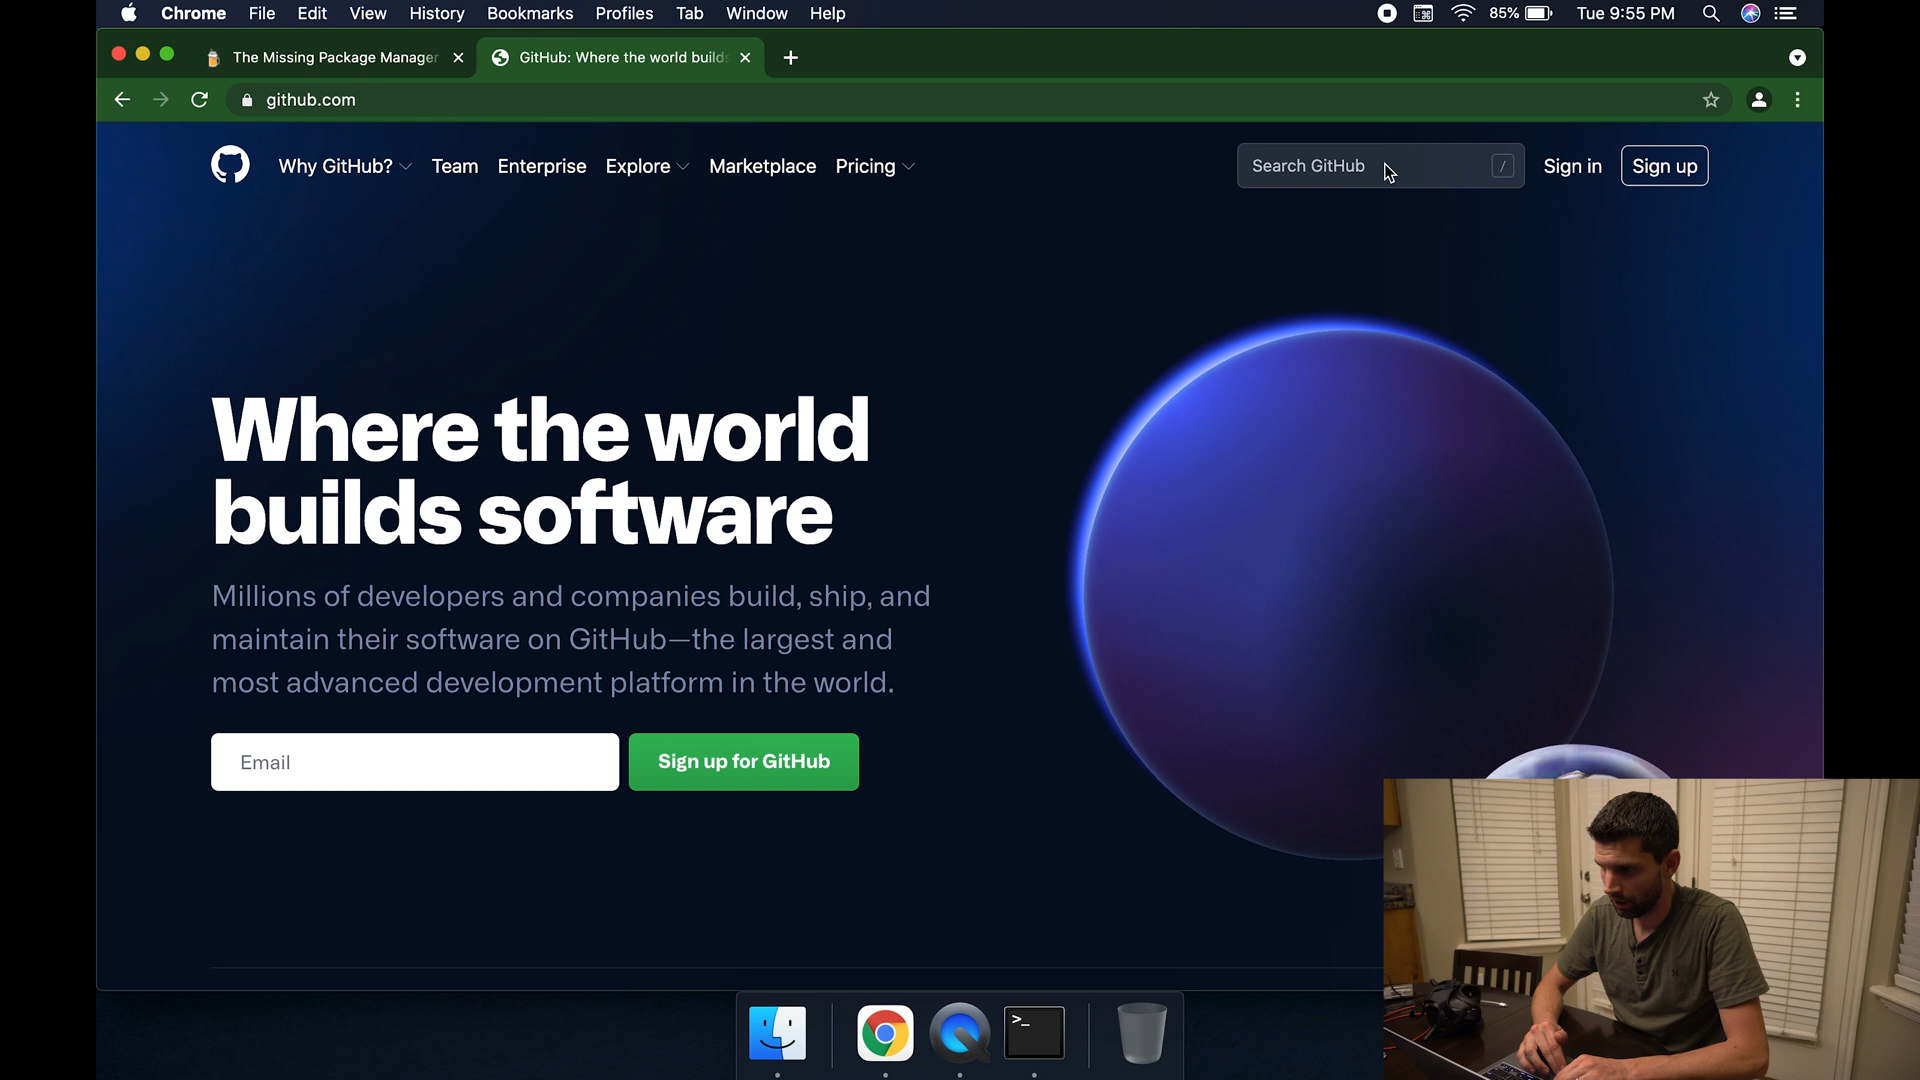 Chrome File Edit View History Bookmarks Profiles Tab Window Help 85% Tue 9:55 PM
The Missing Package Manager GitHub: Where the world builds
github.com
Why GitHub? Team Enterprise Explore Marketplace Pricing Search GitHub / Sign in Sign up
Where the world
builds software
Millions of developers and companies build, ship, and
maintain their software on GitHub—the largest and
most advanced development platform in the world.
Email Sign up for GitHub
>_